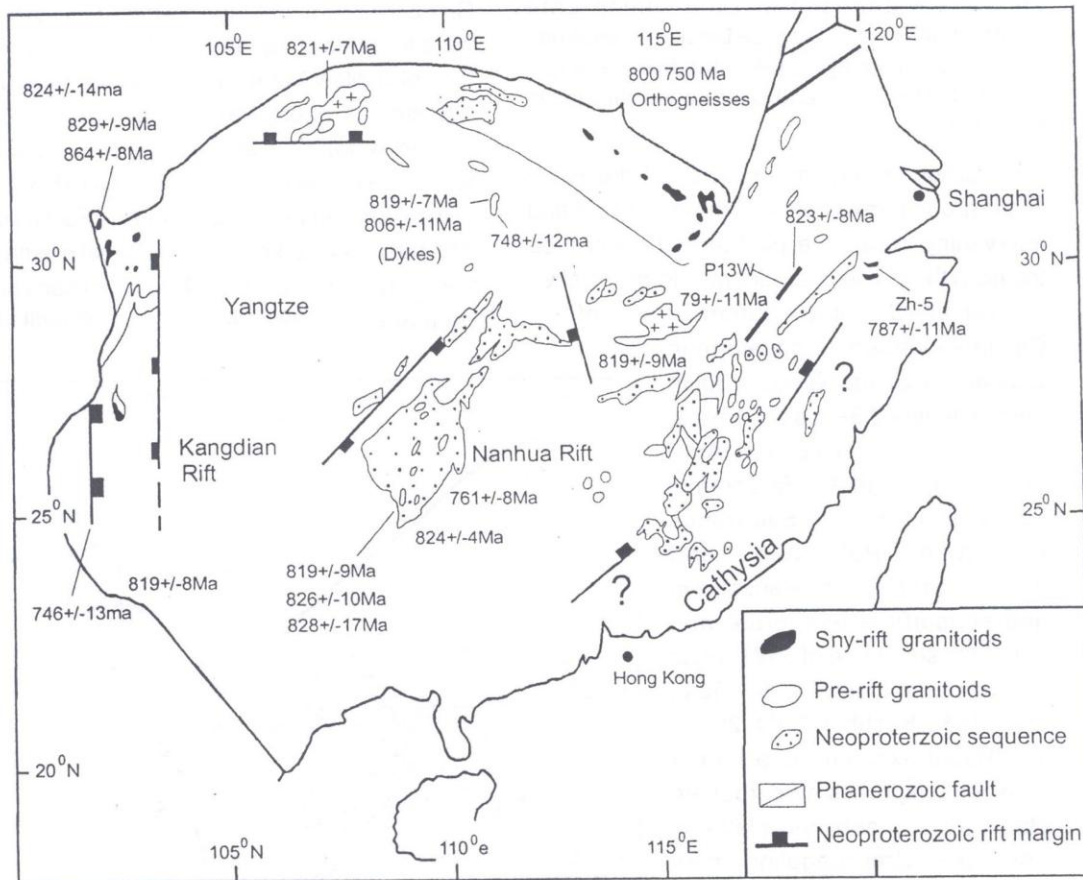 105°E
110°E
115°E
120°E
821+/-7Ma
800 750 Ma
Orthogneisses
824+/-14ma
829+/-9Ma
864+/-8Ma
Shanghai
819+/-7Ma
806+/-11Ma
(Dykes)
748+/-12ma
823+/-8Ma
30°N
30°N
P13W
79+/-11Ma
Zh-5
787+/-11Ma
Yangtze
819+/-9Ma
?
Kangdian
Rift
Nanhua Rift
761+/-8Ma
25°N
25°N
824+/-4Ma
819+/-9Ma
826+/-10Ma
828+/-17Ma
819+/-8Ma
746+/-13ma
?
Cathysia
Hong Kong
Sny-rift granitoids
Pre-rift granitoids
Neoproterzoic sequence
Phanerozoic fault
Neoproterozoic rift margin
20°N
105°N
110°e
115°E
120°E